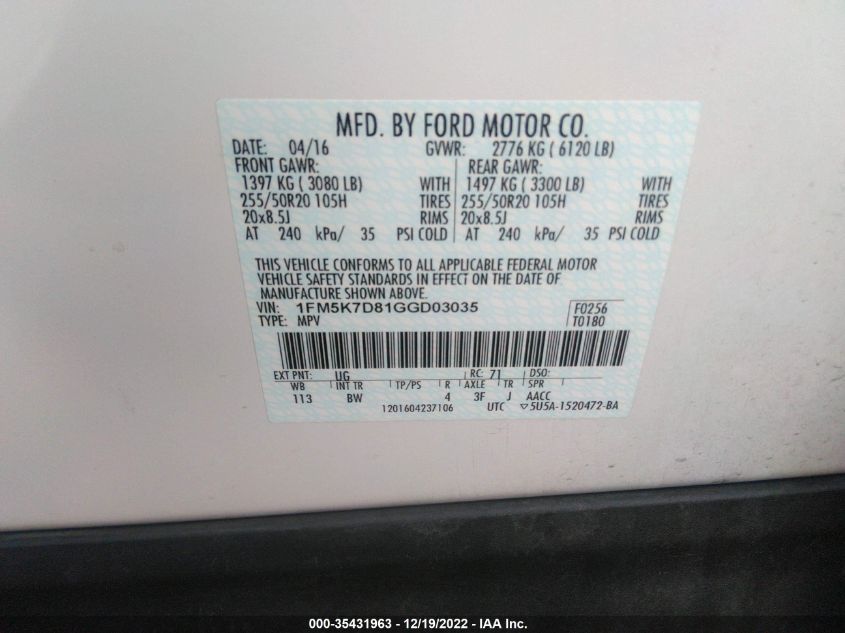 MFD. BY FORD MOTOR CO.
DATE: 04/16 GVWR: 2776 KG ( 6120 LB)
FRONT GAWR: REAR GAWR:
1397 KG ( 3080 LB) WITH 1497 KG ( 3300 LB) WITH
255/50R20 105H TIRES 255/50R20 105H TIRES
20x8.5J RIMS 20x8.5J RIMS
AT 240 kPa/ 35 PSI COLD AT 240 kPa/ 35 PSI COLD
THIS VEHICLE CONFORMS TO ALL APPLICABLE FEDERAL MOTOR
VEHICLE SAFETY STANDARDS IN EFFECT ON THE DATE OF
MANUFACTURE SHOWN ABOVE.
VIN: 1FM5K7D81GGD03035 F0256
TYPE: MPV T0180
EXT PNT: UG RC: 71 DSO:
WB INT TR TP/PS R AXLE TR SPR
113 BW 4 3F J AACC
1201604237106 UTC ▽5U5A-1520472-BA
000-35431963 - 12/19/2022 - IAA Inc.